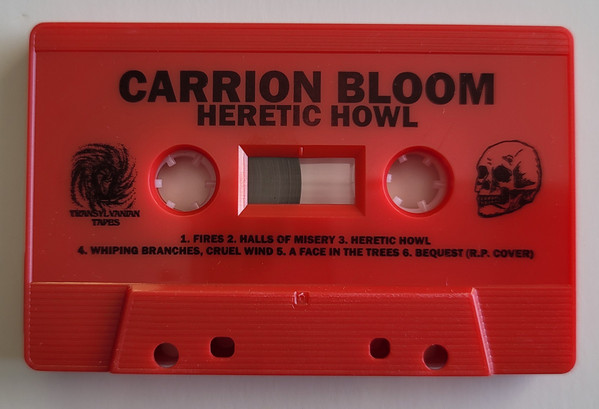 CARRION BLOOM
HERETIC HOWL
TRANSYLVANIAN
TAPES
1. FIRES 2. HALLS OF MISERY 3. HERETIC HOWL
4. WHIPING BRANCHES, CRUEL WIND 5. A FACE IN THE TREES 6. BEQUEST (R.P. COVER)